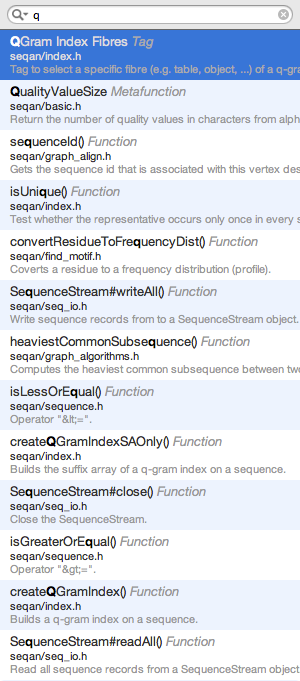 q
QGram Index Fibres Tag
seqan/index.h
Tag to select a specific fibre (e.g. table, object, ...) of a q-gra
QualityValueSize Metafunction
seqan/basic.h
Return the number of quality values in characters from alph
sequenceId() Function
seqan/graph_align.h
Gets the sequence id that is associated with this vertex des
isUnique() Function
seqan/index.h
Test whether the representative occurs only once in every s
convertResidueToFrequencyDist() Function
seqan/find_motif.h
Coverts a residue to a frequency distribution (profile).
SequenceStream#writeAll() Function
seqan/seq_io.h
Write sequence records from to a SequenceStream object.
heaviestCommonSubsequence() Function
seqan/graph_algorithms.h
Computes the heaviest common subsequence between two
isLessOrEqual() Function
seqan/sequence.h
Operator "&lt;=".
createQGramIndexSAOnly() Function
seqan/index.h
Builds the suffix array of a q-gram index on a sequence.
SequenceStream#close() Function
seqan/seq_io.h
Close the SequenceStream.
isGreaterOrEqual() Function
seqan/sequence.h
Operator "&gt;=".
createQGramIndex() Function
seqan/index.h
Builds a q-gram index on a sequence.
SequenceStream#readAll() Function
seqan/seq_io.h
Read all sequence records from a SequenceStream object